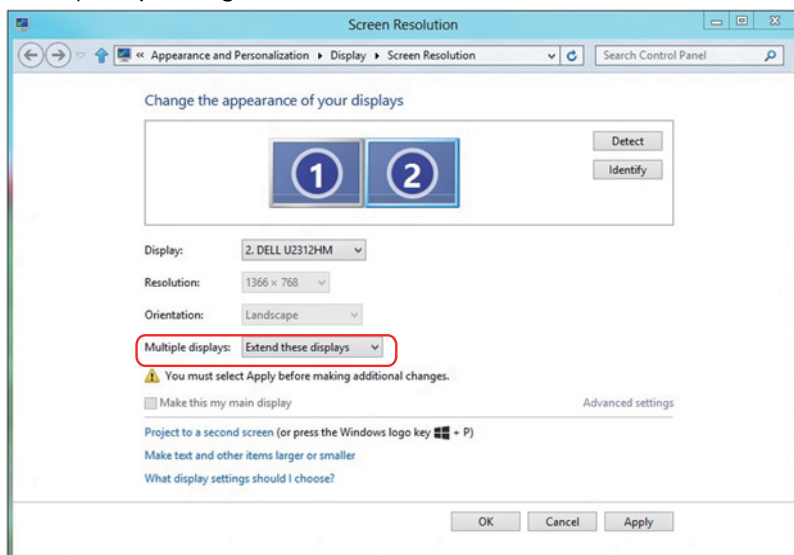 Screen Resolution
« Appearance and Personalization ▸ Display ▸ Screen Resolution
Search Control Panel
Change the appearance of your displays
1
2
Detect
Identify
Display: 2. DELL U2312HM
Resolution: 1366 × 768
Orientation: Landscape
Multiple displays: Extend these displays
You must select Apply before making additional changes.
Make this my main display
Advanced settings
Project to a second screen (or press the Windows logo key + P)
Make text and other items larger or smaller
What display settings should I choose?
OK Cancel Apply